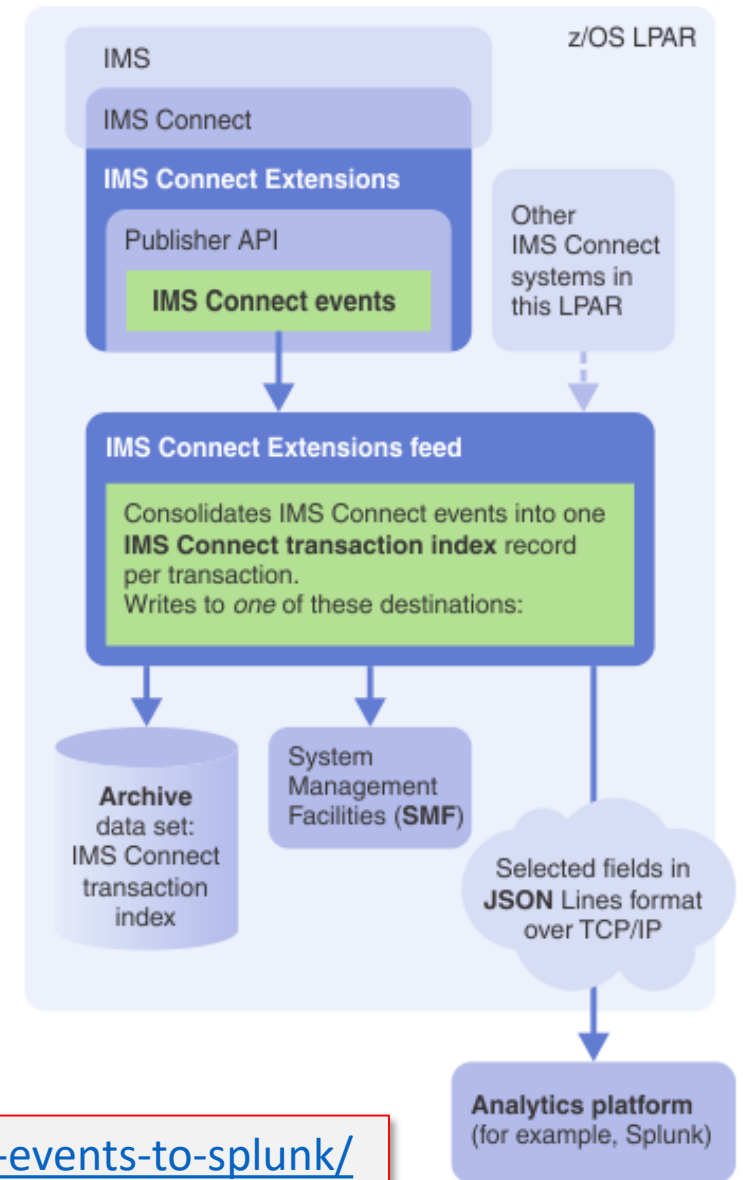 z/OS LPAR
IMS
IMS Connect
IMS Connect Extensions
Publisher API
IMS Connect events
Other
IMS Connect
systems in
this LPAR
IMS Connect Extensions feed
Consolidates IMS Connect events into one
IMS Connect transaction index record
per transaction.
Writes to one of these destinations:
Archive
data set:
IMS Connect
transaction
index
System
Management
Facilities (SMF)
Selected fields in
JSON Lines format
over TCP/IP
Analytics platform
(for example, Splunk)
-events-to-splunk/